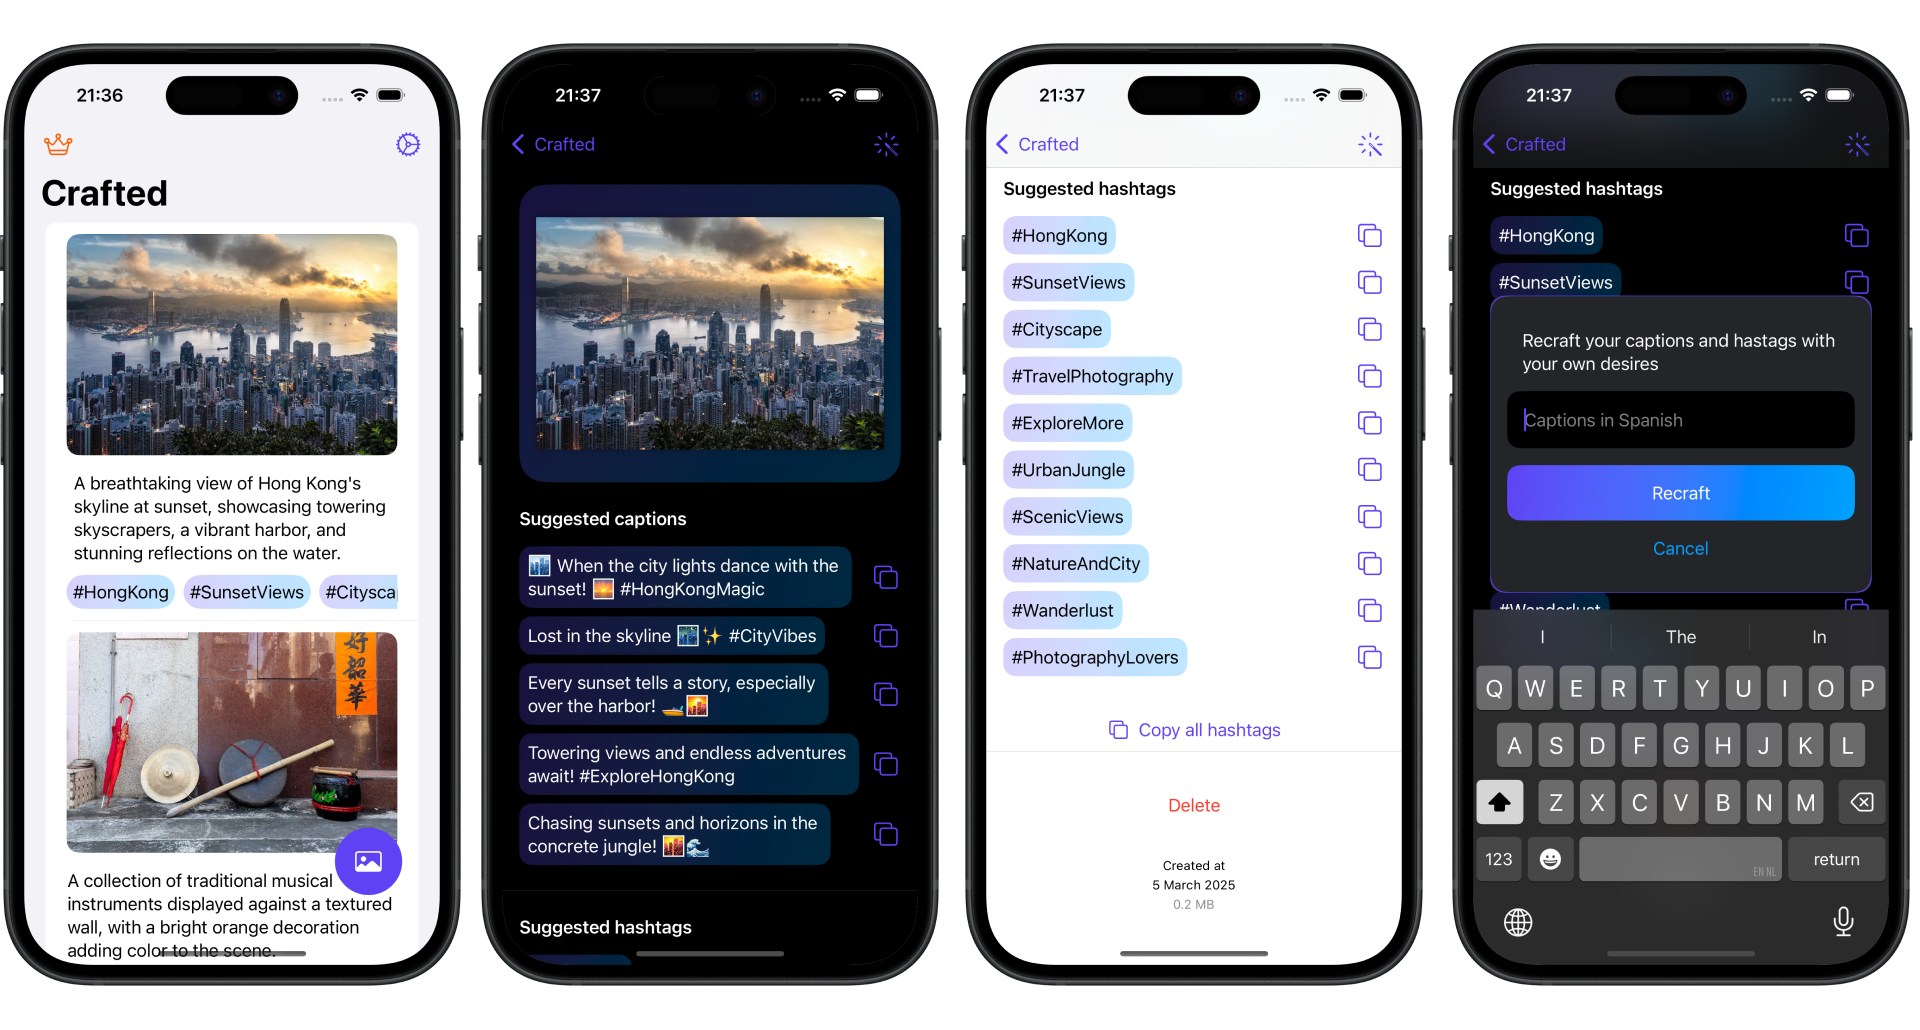 21:36
Crafted
A breathtaking view of Hong Kong's
skyline at sunset, showcasing towering
skyscrapers, a vibrant harbor, and
stunning reflections on the water.
#HongKong #SunsetViews #Citysca
好
韶
華
A collection of traditional musical
instruments displayed against a textured
wall, with a bright orange decoration
adding color to the scene.
21:37
Crafted
Suggested captions
🏙️ When the city lights dance with the
sunset! 🌅 #HongKongMagic
Lost in the skyline 🌃✨ #CityVibes
Every sunset tells a story, especially
over the harbor! 🚤🌇
Towering views and endless adventures
await! #ExploreHongKong
Chasing sunsets and horizons in the
concrete jungle! 🌇🌊
Suggested hashtags
21:37
Crafted
Suggested hashtags
#HongKong
#SunsetViews
#Cityscape
#TravelPhotography
#ExploreMore
#UrbanJungle
#ScenicViews
#NatureAndCity
#Wanderlust
#PhotographyLovers
Copy all hashtags
Delete
Created at
5 March 2025
0.2 MB
21:37
Crafted
Suggested hashtags
#HongKong
#SunsetViews
Recraft your captions and hastags with
your own desires
Captions in Spanish
Recraft
Cancel
#Wanderlust
I The In
Q W E R T Y U I O P
A S D F G H J K L
Z X C V B N M
123 EN NL return